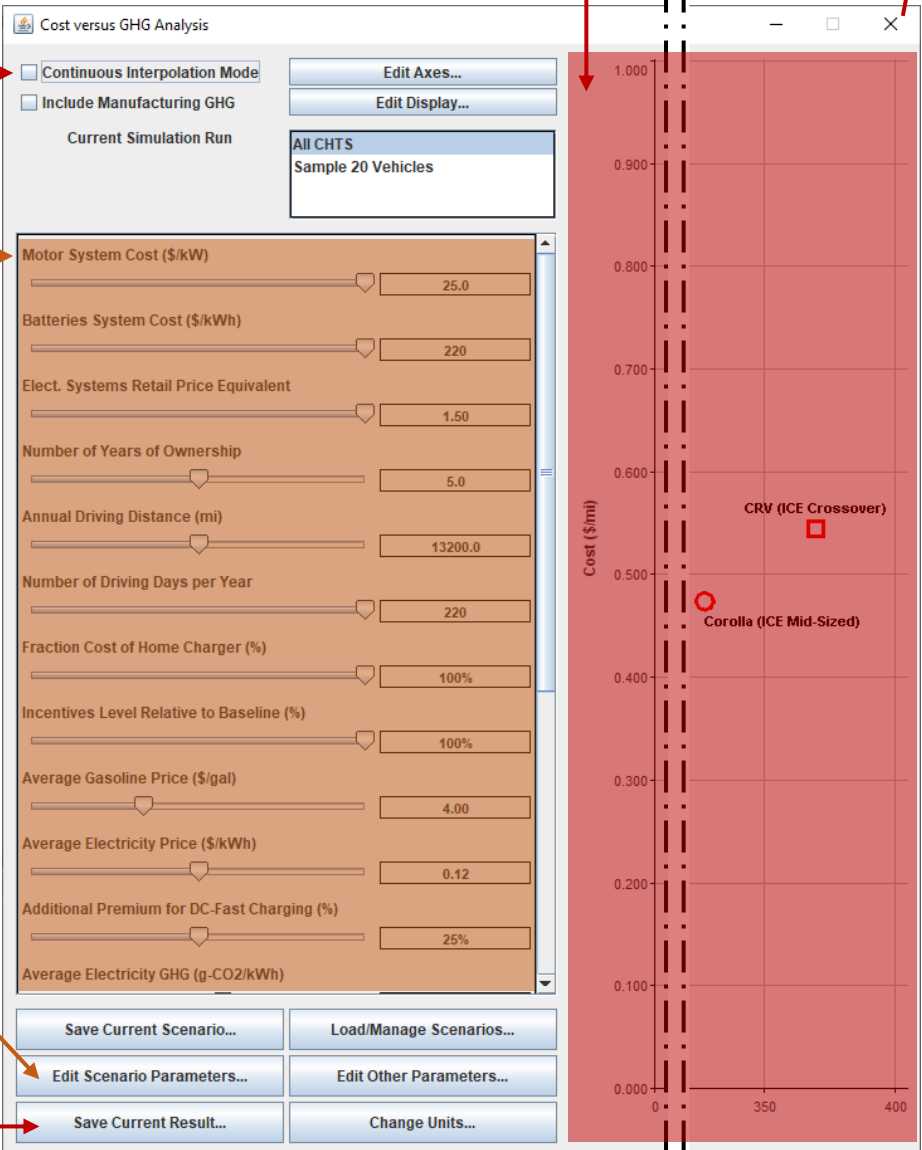 Cost versus GHG Analysis
Continuous Interpolation Mode
Edit Axes...
Include Manufacturing GHG
Edit Display...
Current Simulation Run
All CHTS
Sample 20 Vehicles
Motor System Cost ($/kW)
25.0
Batteries System Cost ($/kWh)
220
Elect. Systems Retail Price Equivalent
1.50
Number of Years of Ownership
5.0
Annual Driving Distance (mi)
13200.0
Number of Driving Days per Year
220
Fraction Cost of Home Charger (%)
100%
Incentives Level Relative to Baseline (%)
100%
Average Gasoline Price ($/gal)
4.00
Average Electricity Price ($/kWh)
0.12
Additional Premium for DC-Fast Charging (%)
25%
Average Electricity GHG (g-CO2/kWh)
Save Current Scenario...
Load/Manage Scenarios...
Edit Scenario Parameters...
Edit Other Parameters...
Save Current Result...
Change Units...
1.000
0.900
0.800
0.700
0.600
0.500
0.400
0.300
0.200
0.100
0.000
Cost ($/mi)
CRV (ICE Crossover)
Corolla (ICE Mid-Sized)
0
350
400